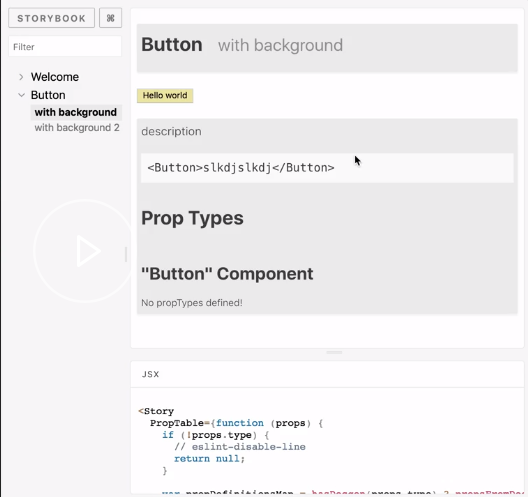 STORYBOOK
⌘
Filter
Welcome
Button
with background
with background 2
Button with background
Hello world
description
<Button>slkdjslkdj</Button>
Prop Types
"Button" Component
No propTypes defined!
JSX
<Story
PropTable={function (props) {
if (!props.type) {
// eslint-disable-line
return null;
}